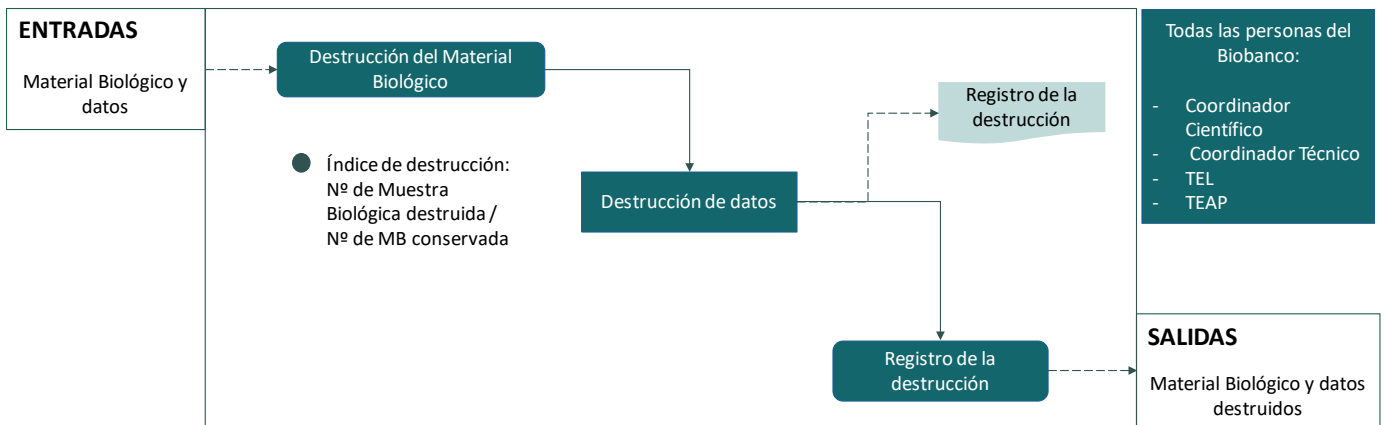 ENTRADAS
Material Biológico y
datos
Destrucción del Material
Biológico
Índice de destrucción:
Nº de Muestra
Biológica destruida /
Nº de MB conservada
Destrucción de datos
Registro de la
destrucción
Registro de la
destrucción
Todas las personas del
Biobanco:
- Coordinador
Científico
- Coordinador Técnico
- TEL
- TEAP
SALIDAS
Material Biológico y datos
destruidos